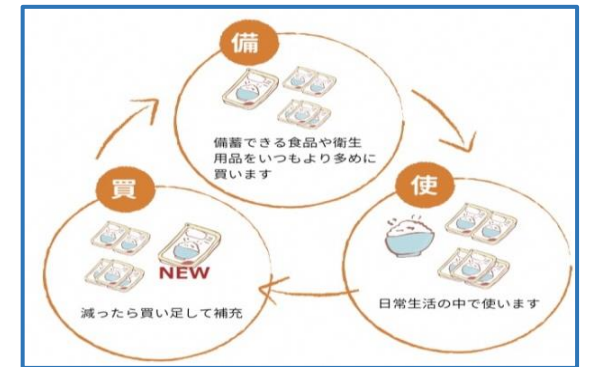 備
備蓄できる食品や衛生
用品をいつもより多めに
買います
使
日常生活の中で使います
買
NEW
減ったら買い足して補充